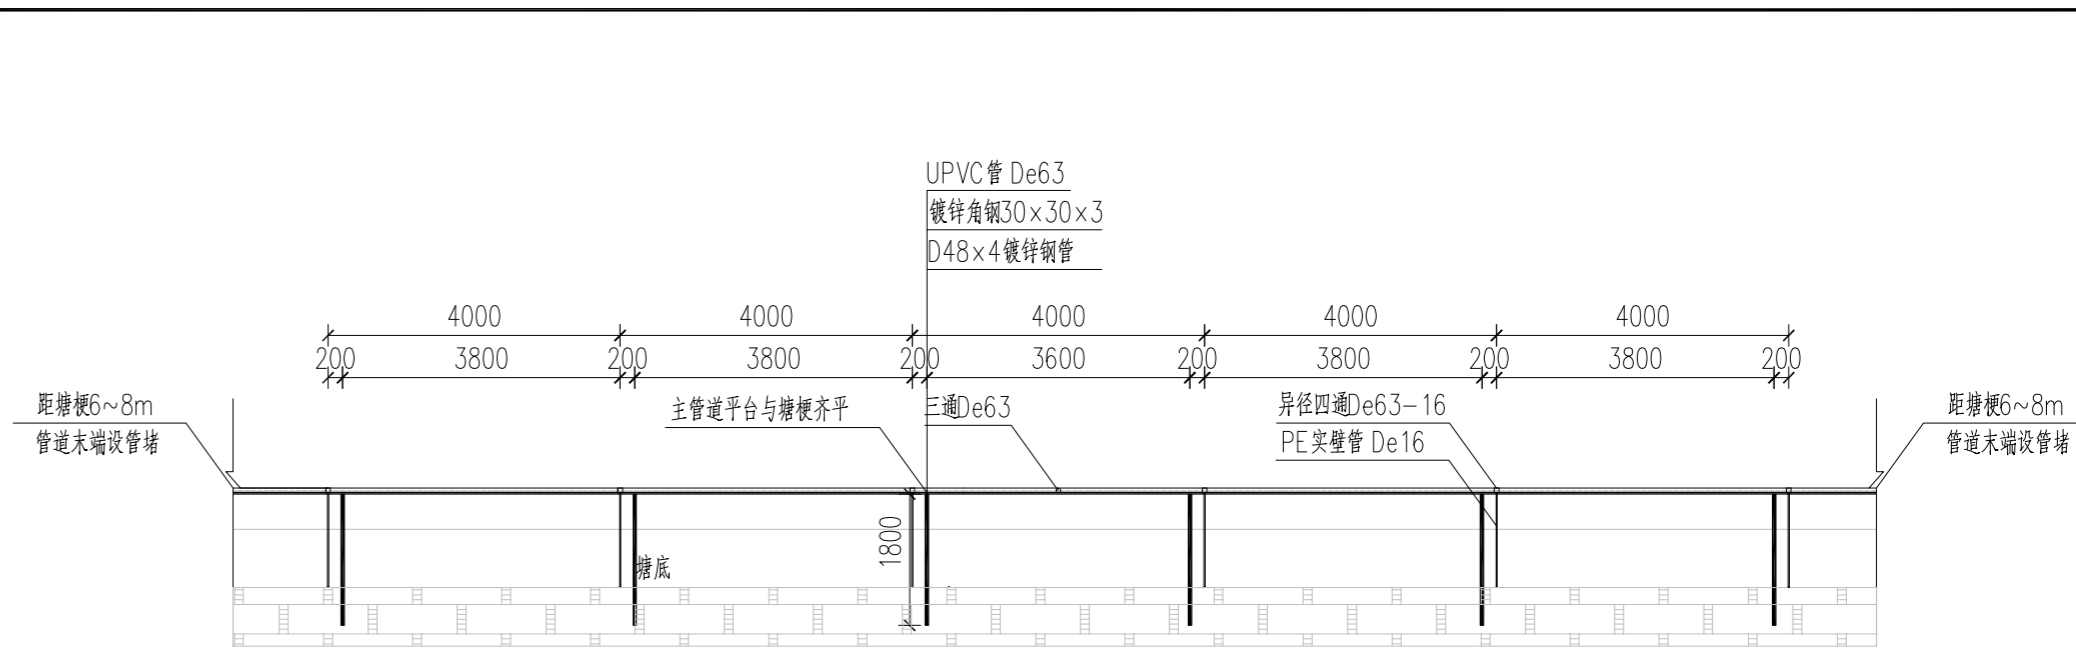 UPVC管 De63
镀锌角钢30×30×3
D48×4镀锌钢管
4000 4000 4000 4000 4000
200 3800 200 3800 200 3600 200 3800 200 3800 200
距塘梗6~8m
管道末端设管堵
主管道平台与塘梗齐平
三通De63
异径四通De63-16
PE实壁管 De16
距塘梗6~8m
管道末端设管堵
1800
塘底